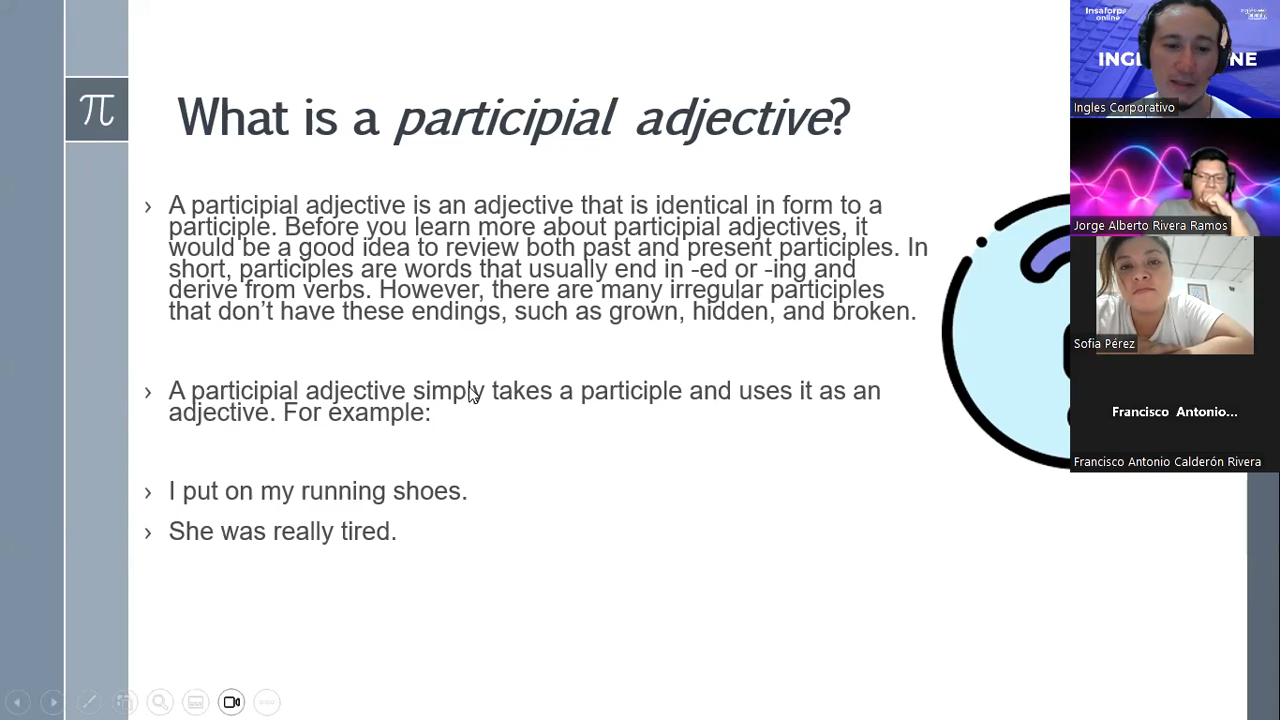 What is a participial adjective?
› A participial adjective is an adjective that is identical in form to a
participle. Before you learn more about participial adjectives, it
would be a good idea to review both past and present participles. In
short, participles are words that usually end in -ed or -ing and
derive from verbs. However, there are many irregular participles
that don’t have these endings, such as grown, hidden, and broken.
› A participial adjective simply takes a participle and uses it as an
adjective. For example:
› I put on my running shoes.
› She was really tired.
π
Insaforp
online
INGL
NE
Ingles Corporativo
Jorge Alberto Rivera Ramos
Sofia Pérez
Francisco Antonio...
Francisco Antonio Calderón Rivera